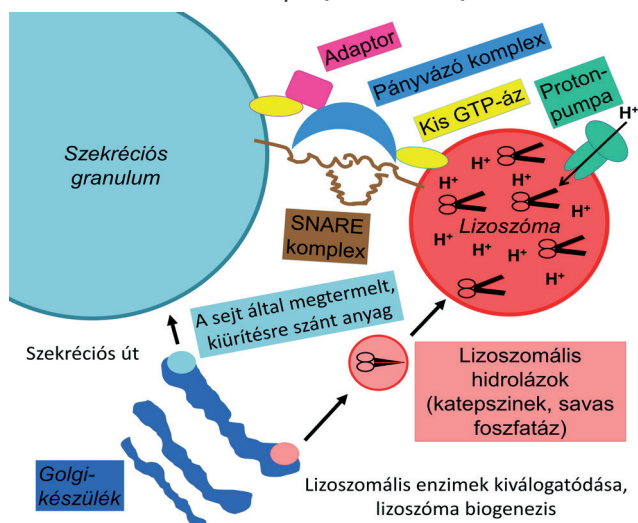 Adaptor
Pányvázó komplex
Kis GTP-áz
Proton-
pumpa
H⁺
Szekréciós
granulum
H⁺
H⁺
H⁺
H⁺
Lizoszóma
H⁺
H⁺
H⁺
H⁺
SNARE
komplex
A sejt által megtermelt,
kiürítésre szánt anyag
Szekréciós út
Lizoszomális
hidrolázok
(katepszinek, savas
foszfatáz)
Golgi-
készülék
Lizoszomális enzimek kiválogatódása,
lizoszóma biogenezis